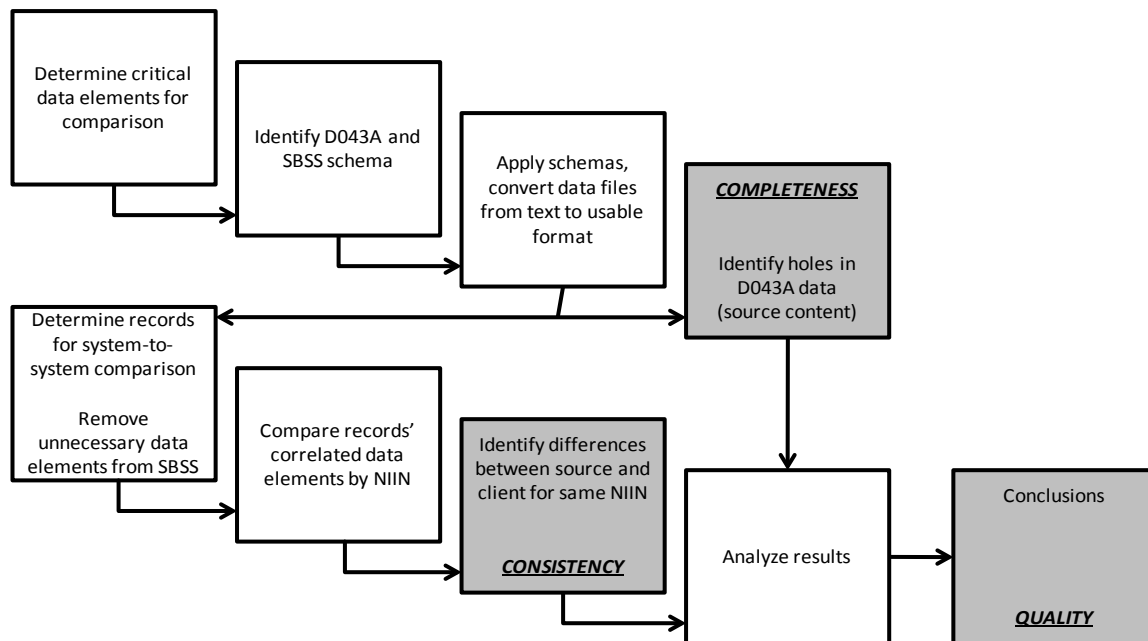 Determine critical
data elements for
comparison
Identify D043A and
SBSS schema
Apply schemas,
convert data files
from text to usable
format
COMPLETENESS
Identify holes in
D043A data
(source content)
Determine records
for system-to-
system comparison
Remove
unnecessary data
elements from SBSS
Compare records’
correlated data
elements by NIIN
Identify differences
between source and
client for same NIIN
CONSISTENCY
Analyze results
Conclusions
QUALITY